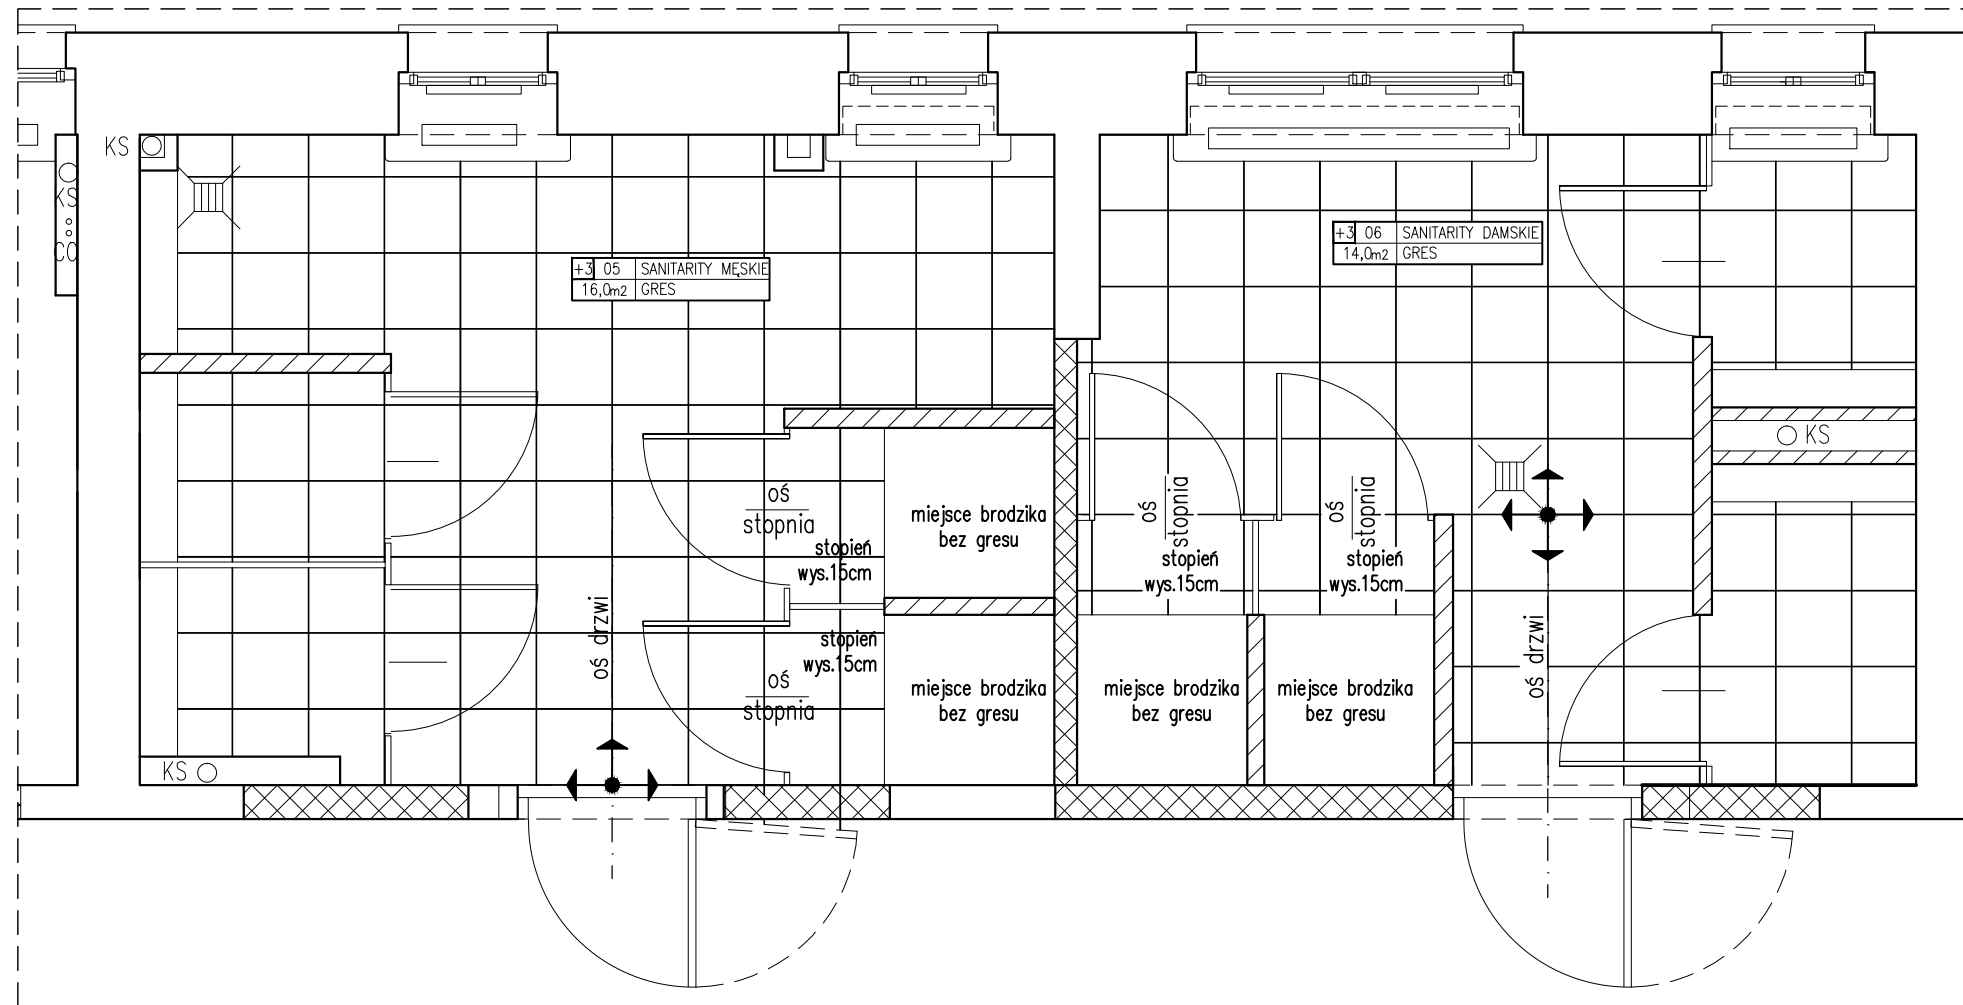 KS
KS
CO
+3 05 SANITARITY MĘSKIE
16,0m2 GRES
+3 06 SANITARITY DAMSKIE
14,0m2 GRES
KS
oś
stopnia
stopień
wys.15cm
miejsce brodzika
bez gresu
oś
stopnia
stopień
wys.15cm
oś
stopnia
stopień
wys.15cm
oś drzwi
stopień
wys.15cm
oś
stopnia
miejsce brodzika
bez gresu
miejsce brodzika
bez gresu
miejsce brodzika
bez gresu
oś drzwi
KS